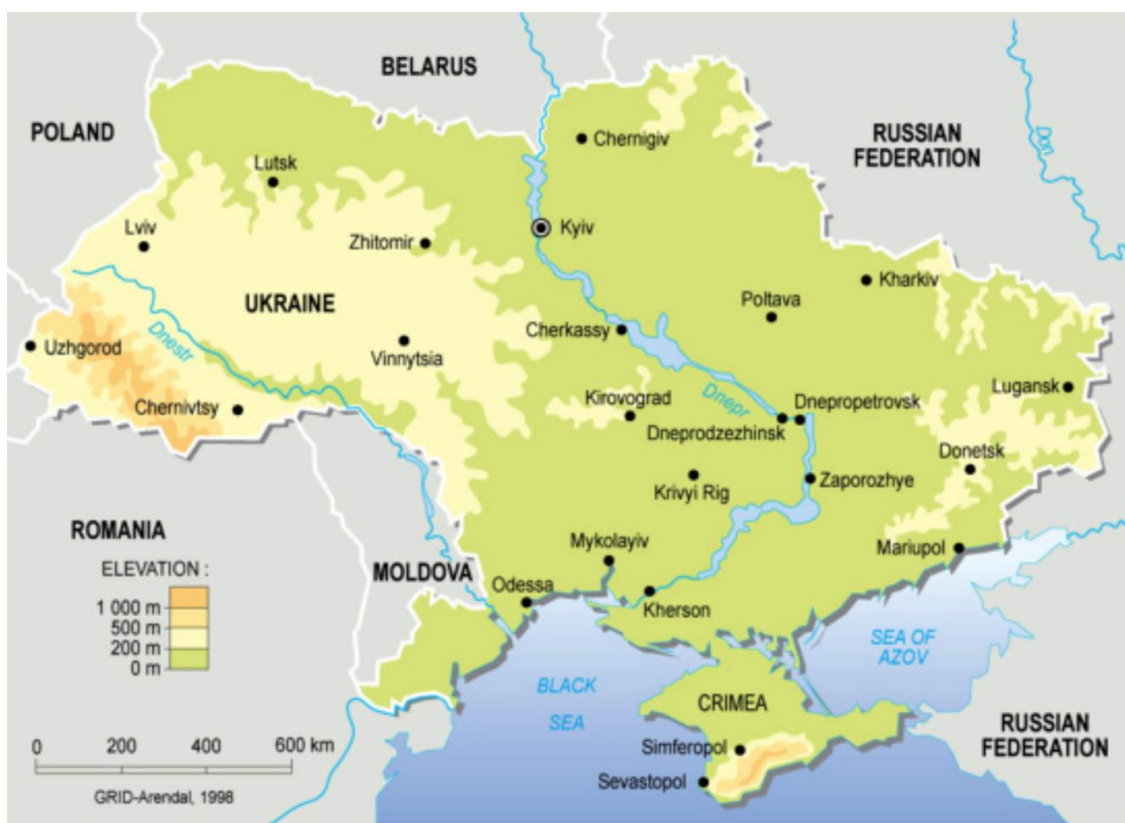 BELARUS
POLAND
RUSSIAN
FEDERATION
Don
Chernigiv
Lutsk
Lviv
Zhitomir
Kyiv
Kharkiv
UKRAINE
Poltava
Cherkassy
Dnestr
Uzhgorod
Vinnytsia
Lugansk
Kirovograd
Dnepr
Dnepropetrovsk
Chernivtsy
Dneprodzezhinsk
Donetsk
Krivyi Rig
Zaporozhye
ROMANIA
Mykolayiv
Mariupol
ELEVATION :
1 000 m
500 m
200 m
0 m
MOLDOVA
Odessa
Kherson
SEA OF
AZOV
BLACK
SEA
CRIMEA
RUSSIAN
FEDERATION
Simferopol
Sevastopol
0 200 400 600 km
GRID-Arendal, 1998